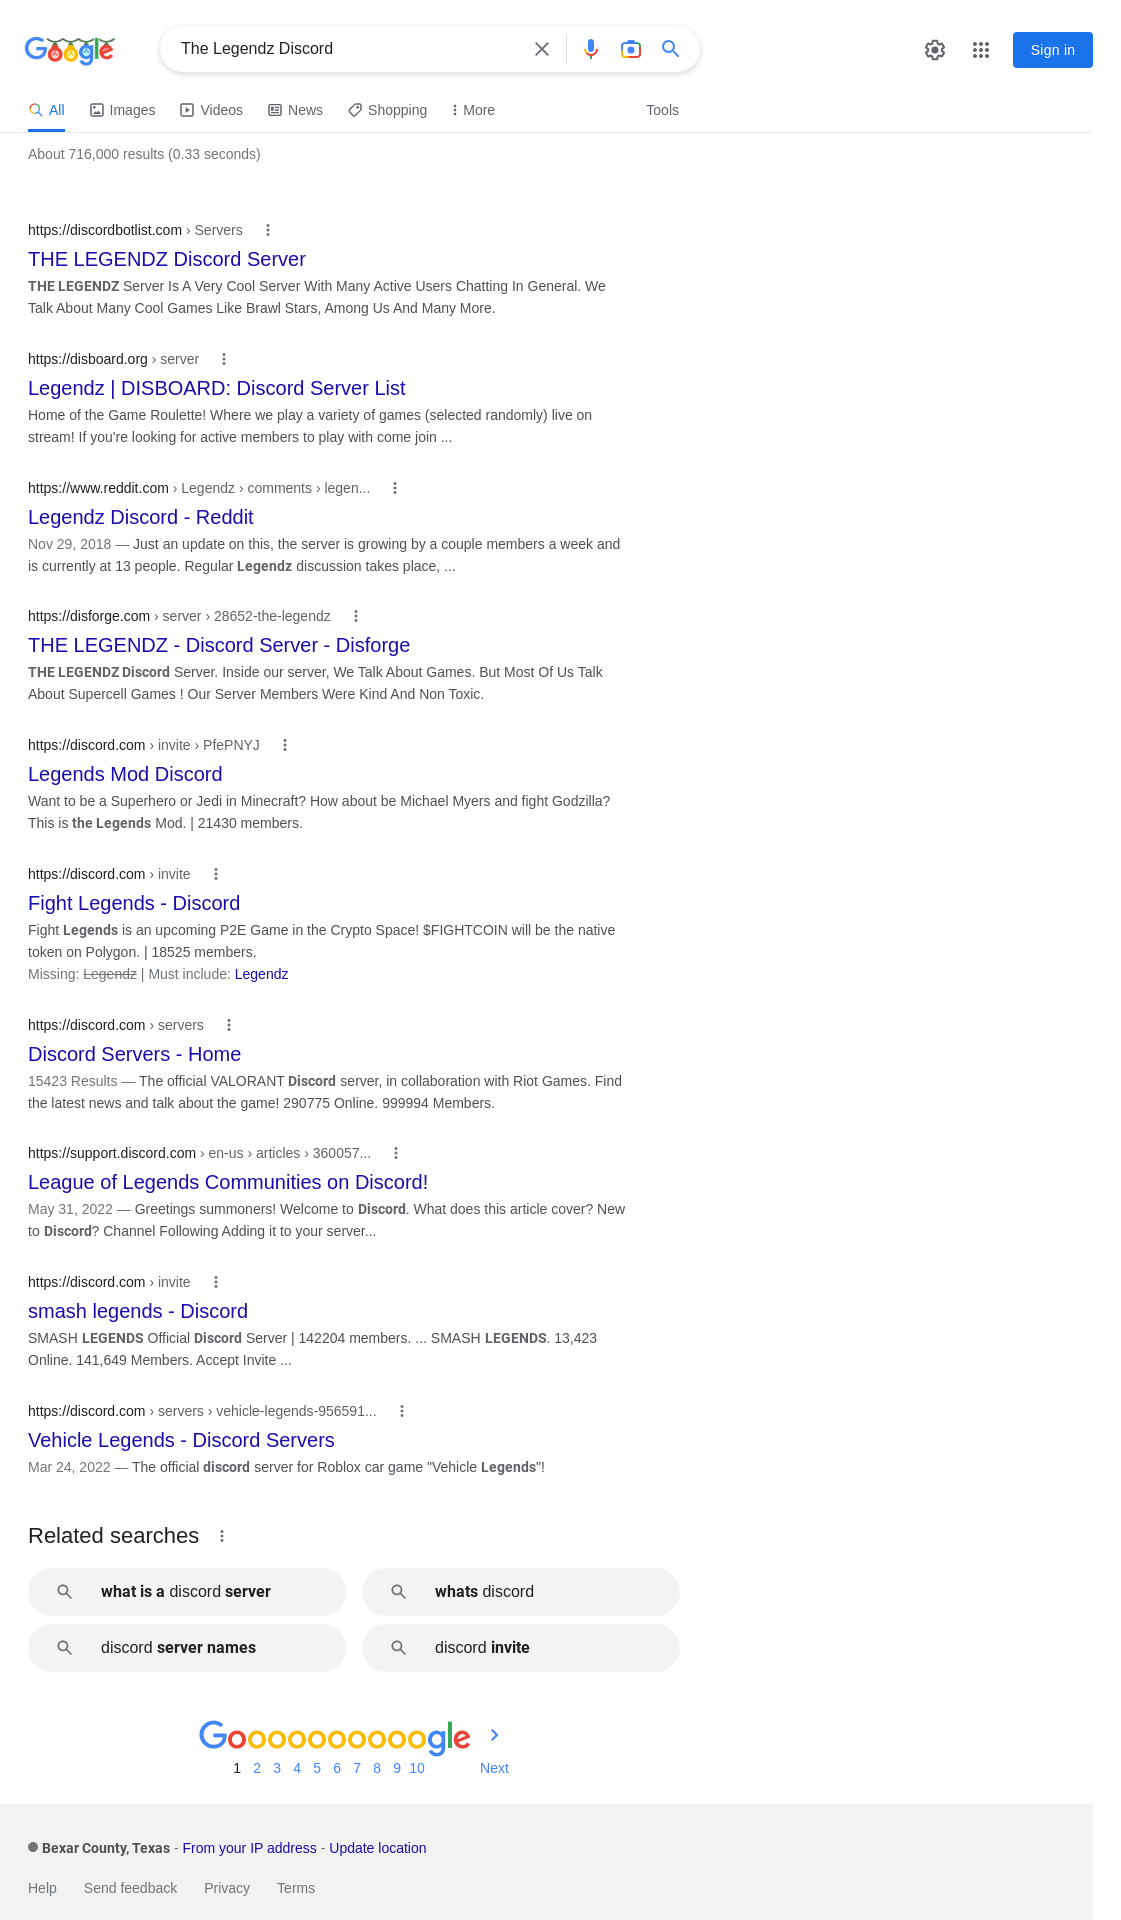 Google
The Legendz Discord
Sign in
All
Images
Videos
News
Shopping
More
Tools
About 716,000 results (0.33 seconds)
https://discordbotlist.com › Servers
THE LEGENDZ Discord Server
THE LEGENDZ Server Is A Very Cool Server With Many Active Users Chatting In General. We
Talk About Many Cool Games Like Brawl Stars, Among Us And Many More.
https://disboard.org › server
Legendz | DISBOARD: Discord Server List
Home of the Game Roulette! Where we play a variety of games (selected randomly) live on
stream! If you're looking for active members to play with come join ...
https://www.reddit.com › Legendz › comments › legen...
Legendz Discord - Reddit
Nov 29, 2018 — Just an update on this, the server is growing by a couple members a week and
is currently at 13 people. Regular Legendz discussion takes place, ...
https://disforge.com › server › 28652-the-legendz
THE LEGENDZ - Discord Server - Disforge
THE LEGENDZ Discord Server. Inside our server, We Talk About Games. But Most Of Us Talk
About Supercell Games ! Our Server Members Were Kind And Non Toxic.
https://discord.com › invite › PfePNYJ
Legends Mod Discord
Want to be a Superhero or Jedi in Minecraft? How about be Michael Myers and fight Godzilla?
This is the Legends Mod. | 21430 members.
https://discord.com › invite
Fight Legends - Discord
Fight Legends is an upcoming P2E Game in the Crypto Space! $FIGHTCOIN will be the native
token on Polygon. | 18525 members.
Missing: Legendz | Must include: Legendz
https://discord.com › servers
Discord Servers - Home
15423 Results — The official VALORANT Discord server, in collaboration with Riot Games. Find
the latest news and talk about the game! 290775 Online. 999994 Members.
https://support.discord.com › en-us › articles › 360057...
League of Legends Communities on Discord!
May 31, 2022 — Greetings summoners! Welcome to Discord. What does this article cover? New
to Discord? Channel Following Adding it to your server...
https://discord.com › invite
smash legends - Discord
SMASH LEGENDS Official Discord Server | 142204 members. ... SMASH LEGENDS. 13,423
Online. 141,649 Members. Accept Invite ...
https://discord.com › servers › vehicle-legends-956591...
Vehicle Legends - Discord Servers
Mar 24, 2022 — The official discord server for Roblox car game "Vehicle Legends"!
Related searches
what is a discord server
whats discord
discord server names
discord invite
Goooooooooogle
1 2 3 4 5 6 7 8 9 10 Next
Bexar County, Texas - From your IP address - Update location
Help Send feedback Privacy Terms